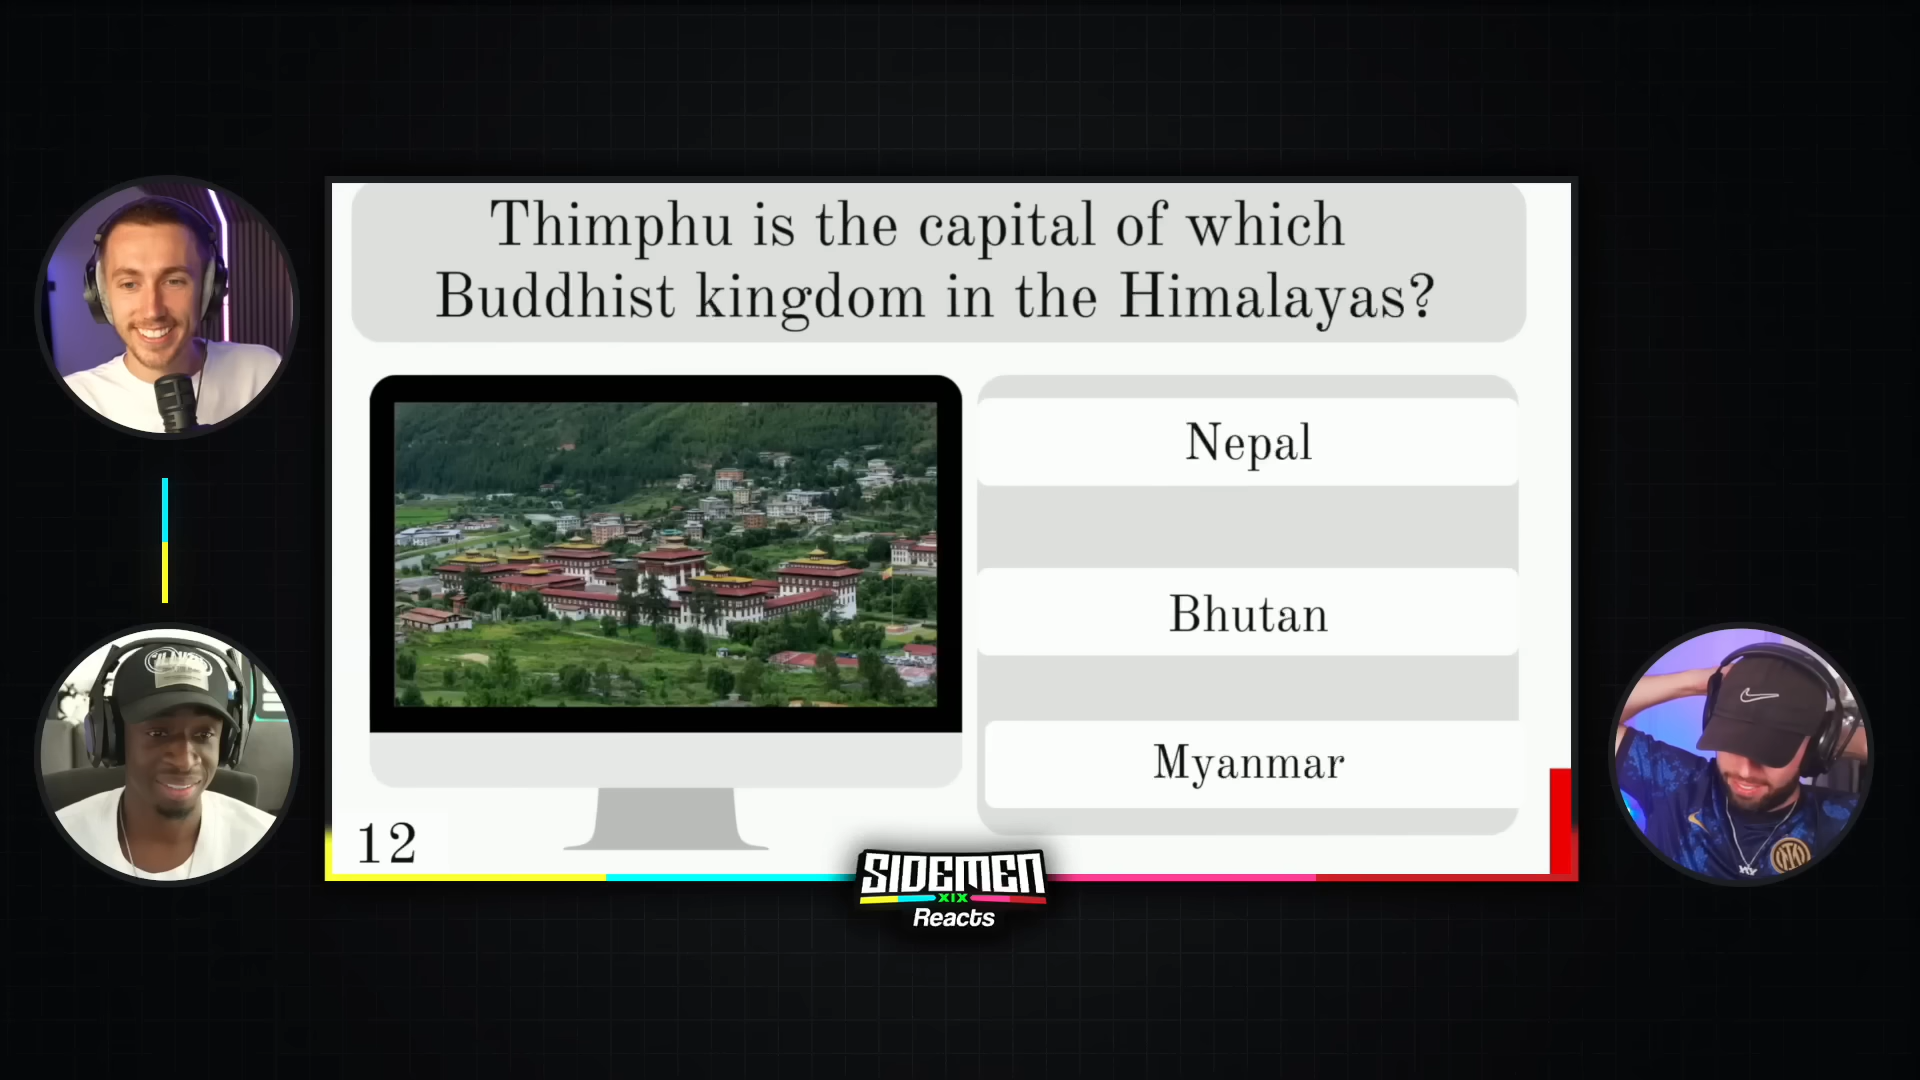 Thimphu is the capital of which
Buddhist kingdom in the Himalayas?
Nepal
Bhutan
Myanmar
12
SIDEMEN
XIX
Reacts